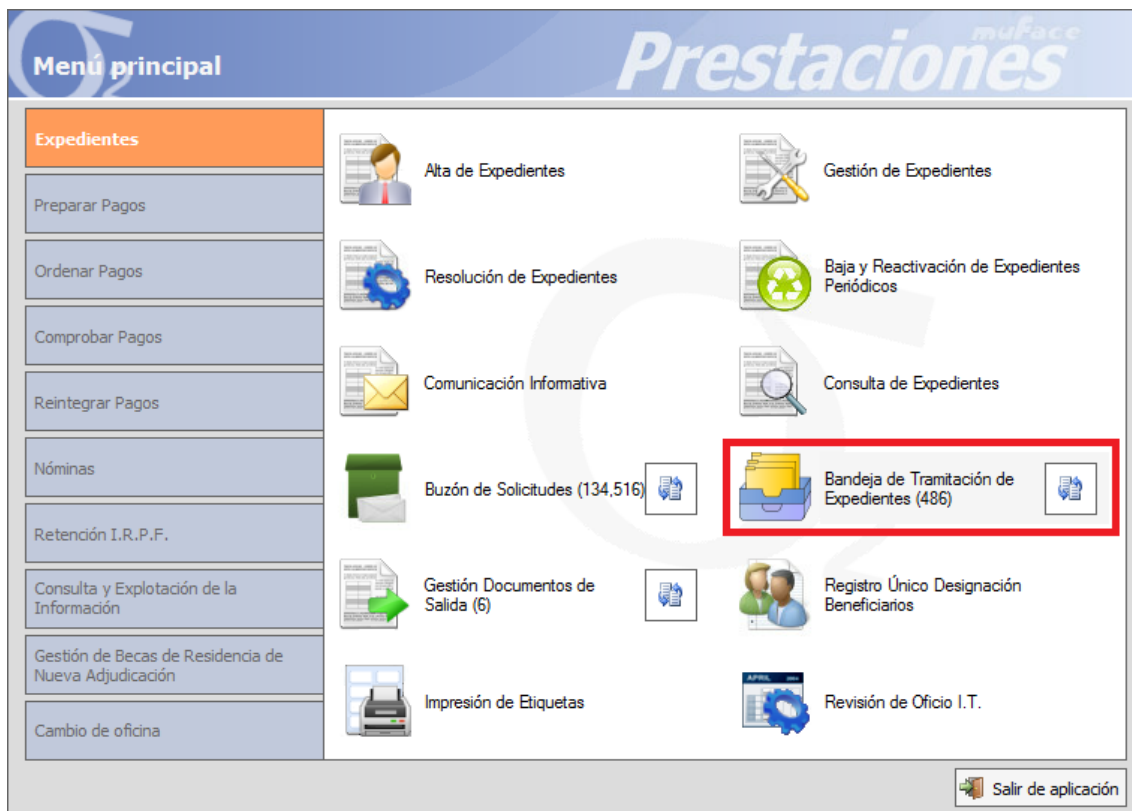 Menú principal
muface
Prestaciones
Expedientes
Preparar Pagos
Ordenar Pagos
Comprobar Pagos
Reintegrar Pagos
Nóminas
Retención I.R.P.F.
Consulta y Explotación de la
Información
Gestión de Becas de Residencia de
Nueva Adjudicación
Cambio de oficina
Alta de Expedientes
Gestión de Expedientes
Resolución de Expedientes
Baja y Reactivación de Expedientes
Periódicos
Comunicación Informativa
Consulta de Expedientes
Buzón de Solicitudes (134,516)
Bandeja de Tramitación de
Expedientes (486)
Gestión Documentos de
Salida (6)
Registro Único Designación
Beneficiarios
Impresión de Etiquetas
APRIL
Revisión de Oficio I.T.
Salir de aplicación